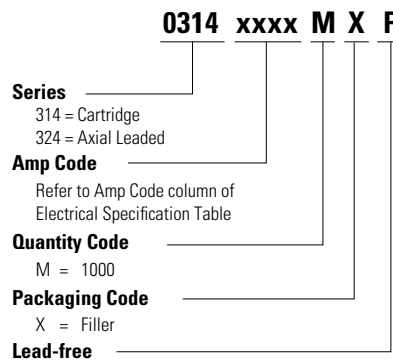 0314 xxxx M X
Series
314 = Cartridge
324 = Axial Leaded
Amp Code
Refer to Amp Code column of
Electrical Specification Table
Quantity Code
M = 1000
Packaging Code
X = Filler
Lead-free